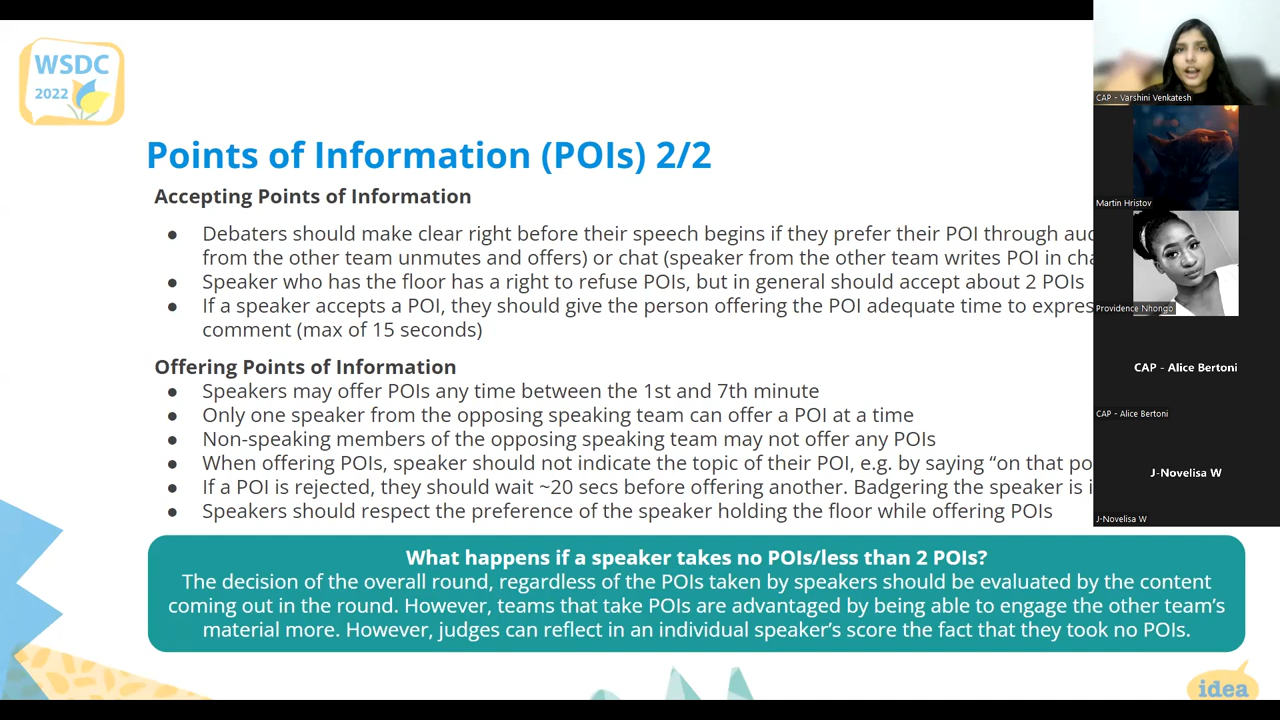 WSDC
2022
Points of Information (POIs) 2/2
Accepting Points of Information
● Debaters should make clear right before their speech begins if they prefer their POI through
from the other team unmutes and offers) or chat (speaker from the other team writes POI in
● Speaker who has the floor has a right to refuse POIs, but in general should accept about 2 POIs
● If a speaker accepts a POI, they should give the person offering the POI adequate time to
comment (max of 15 seconds)
Offering Points of Information
● Speakers may offer POIs any time between the 1st and 7th minute
● Only one speaker from the opposing speaking team can offer a POI at a time
● Non-speaking members of the opposing speaking team may not offer any POIs
● When offering POIs, speaker should not indicate the topic of their POI, e.g. by saying “on that
● If a POI is rejected, they should wait ~20 secs before offering another. Badgering the speaker is
● Speakers should respect the preference of the speaker holding the floor while offering POIs
What happens if a speaker takes no POIs/less than 2 POIs?
The decision of the overall round, regardless of the POIs taken by speakers should be evaluated by the content
coming out in the round. However, teams that take POIs are advantaged by being able to engage the other team’s
material more. However, judges can reflect in an individual speaker’s score the fact that they took no POIs.
idea
CAP - Varshini Venkatesh
Martin Hristov
Providence Nhongo
CAP - Alice Bertoni
CAP - Alice Bertoni
J-Novelisa W
J-Novelisa W